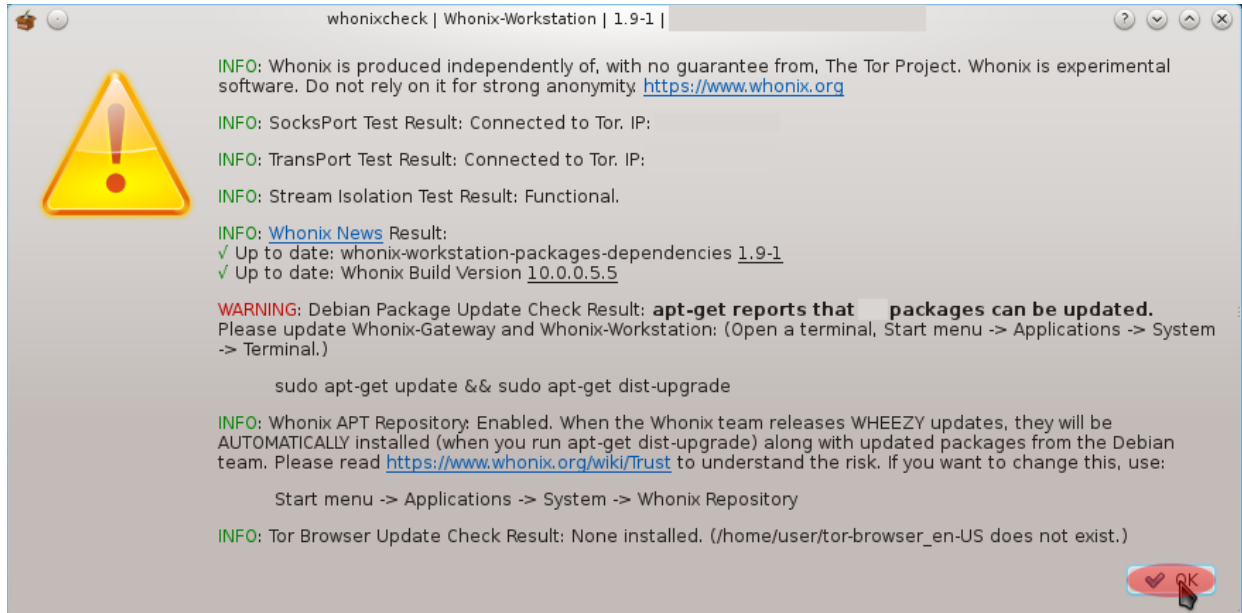 whonixcheck | Whonix-Workstation | 1.9-1 |
INFO: Whonix is produced independently of, with no guarantee from, The Tor Project. Whonix is experimental
software. Do not rely on it for strong anonymity. https://www.whonix.org
INFO: SocksPort Test Result: Connected to Tor. IP:
INFO: TransPort Test Result: Connected to Tor. IP:
INFO: Stream Isolation Test Result: Functional.
INFO: Whonix News Result:
√ Up to date: whonix-workstation-packages-dependencies 1.9-1
√ Up to date: Whonix Build Version 10.0.0.5.5
WARNING: Debian Package Update Check Result: apt-get reports that packages can be updated.
Please update Whonix-Gateway and Whonix-Workstation: (Open a terminal, Start menu -> Applications -> System
-> Terminal.)
sudo apt-get update && sudo apt-get dist-upgrade
INFO: Whonix APT Repository: Enabled. When the Whonix team releases WHEEZY updates, they will be
AUTOMATICALLY installed (when you run apt-get dist-upgrade) along with updated packages from the Debian
team. Please read https://www.whonix.org/wiki/Trust to understand the risk. If you want to change this, use:
Start menu -> Applications -> System -> Whonix Repository
INFO: Tor Browser Update Check Result: None installed. (/home/user/tor-browser_en-US does not exist.)
OK